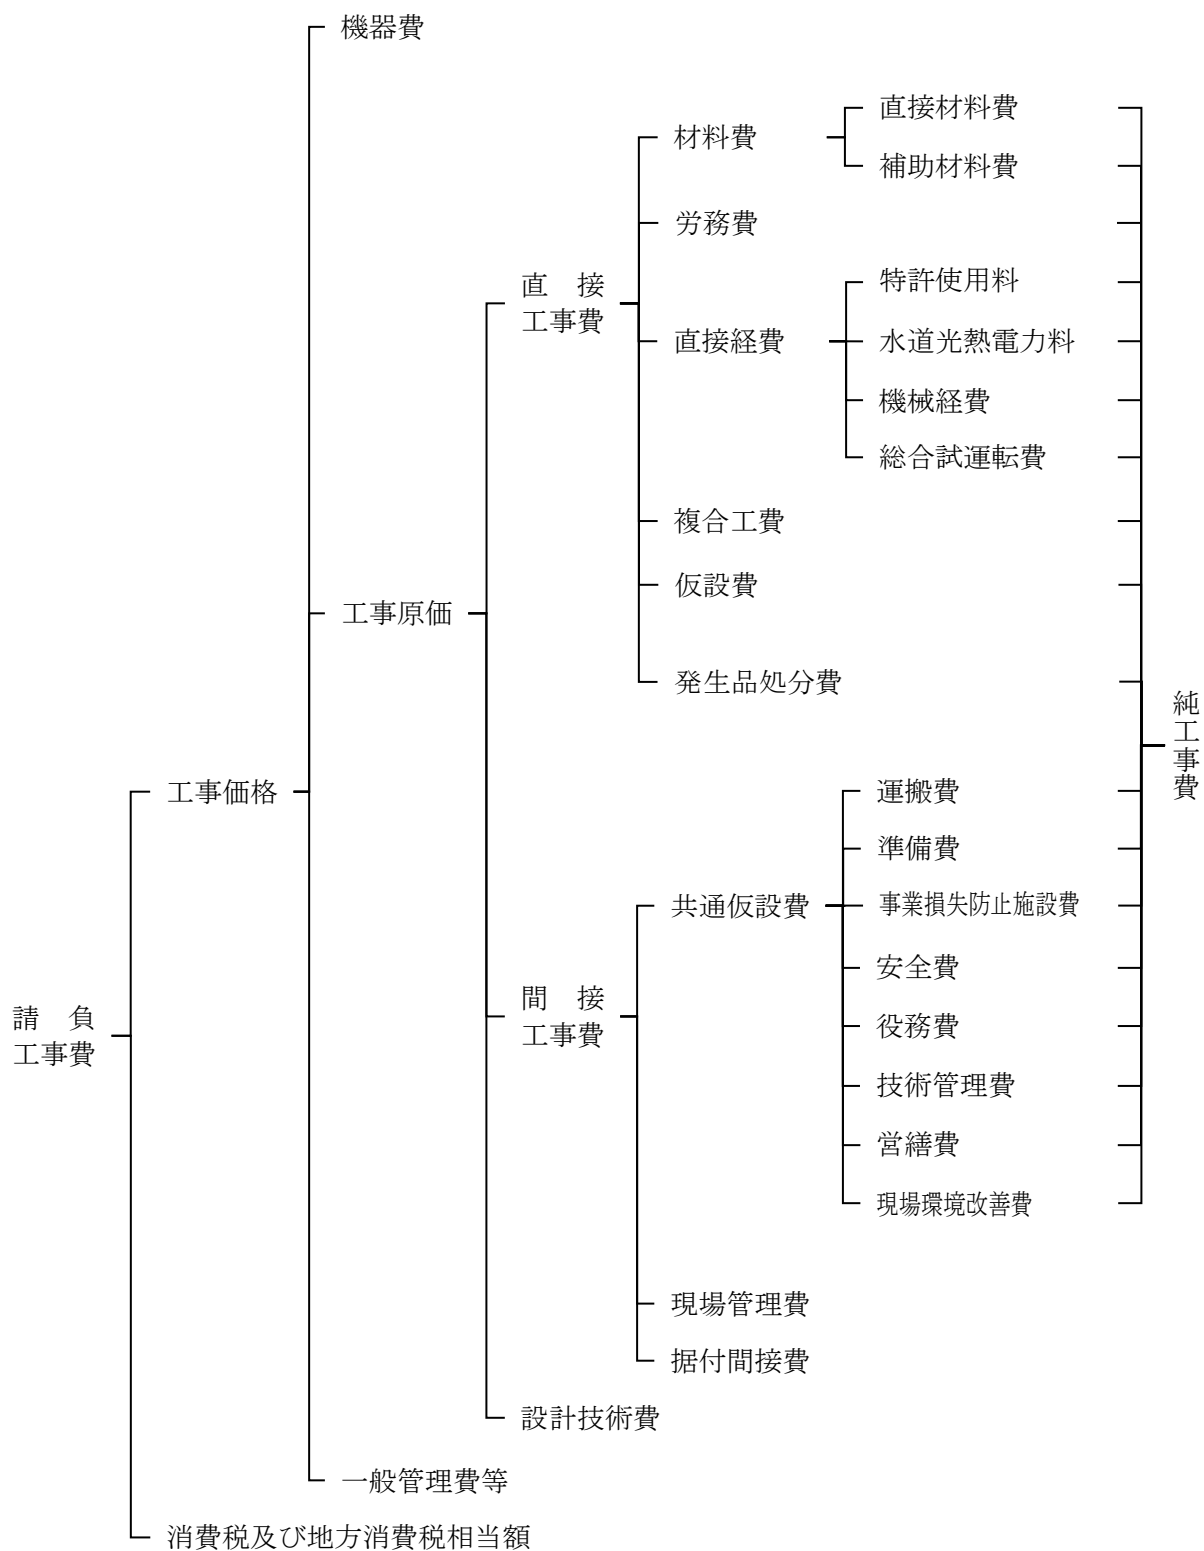 機器費
直接材料費
材料費
補助材料費
労務費
直　接
工事費
特許使用料
直接経費
水道光熱電力料
機械経費
総合試運転費
複合工費
仮設費
工事原価
発生品処分費
純工事費
工事価格
運搬費
準備費
共通仮設費
事業損失防止施設費
安全費
間　接
工事費
請　負
工事費
役務費
技術管理費
営繕費
現場環境改善費
現場管理費
据付間接費
設計技術費
一般管理費等
消費税及び地方消費税相当額